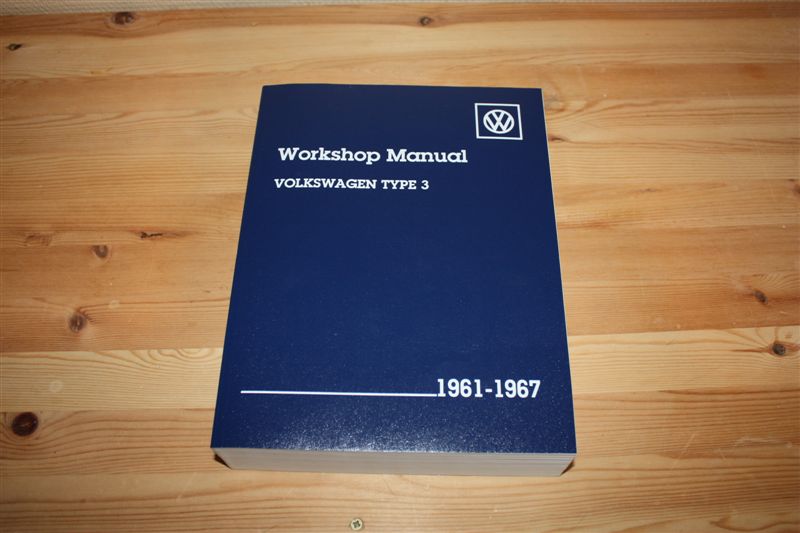 Workshop Manual
VOLKSWAGEN TYPE 3
1961-1967